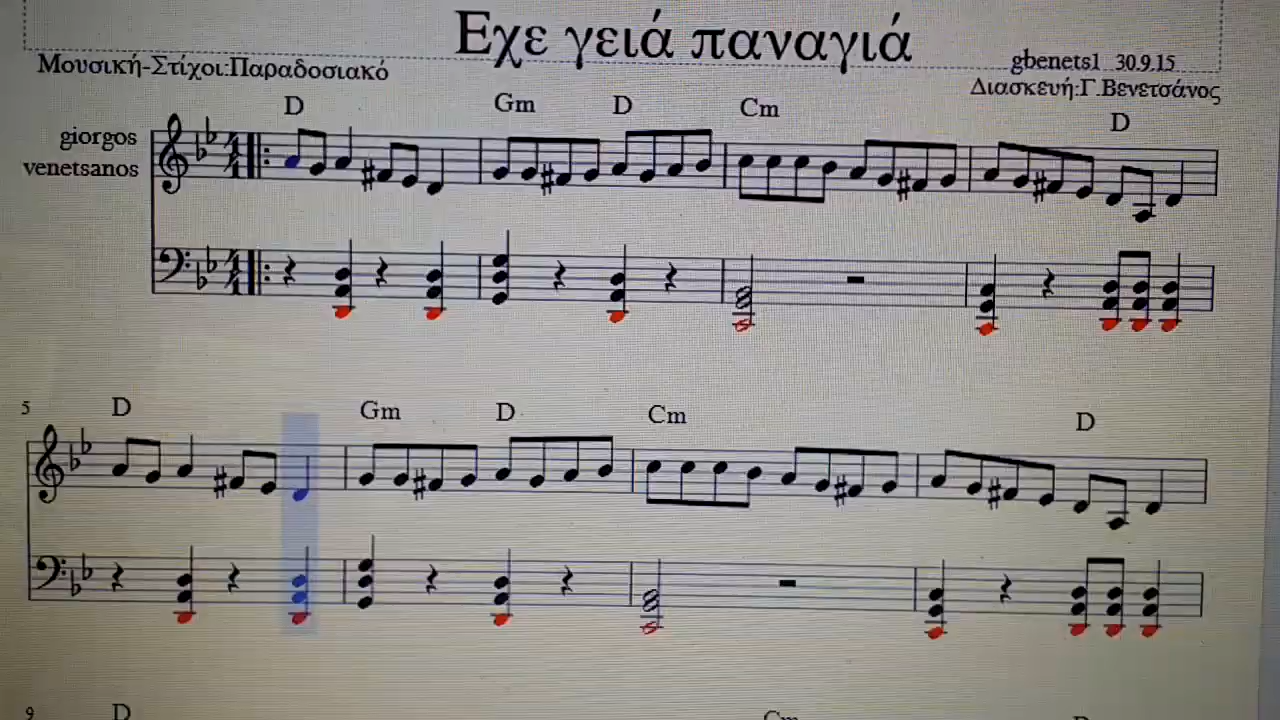 Εχε γειά παναγιά
Μουσική-Στίχοι:Παραδοσιακό
gbenets1 30.9.15
Διασκευή:Γ.Βενετσάνος
D Gm D Cm D
giorgos
venetsanos
5
D Gm D Cm D
9
D Cm D